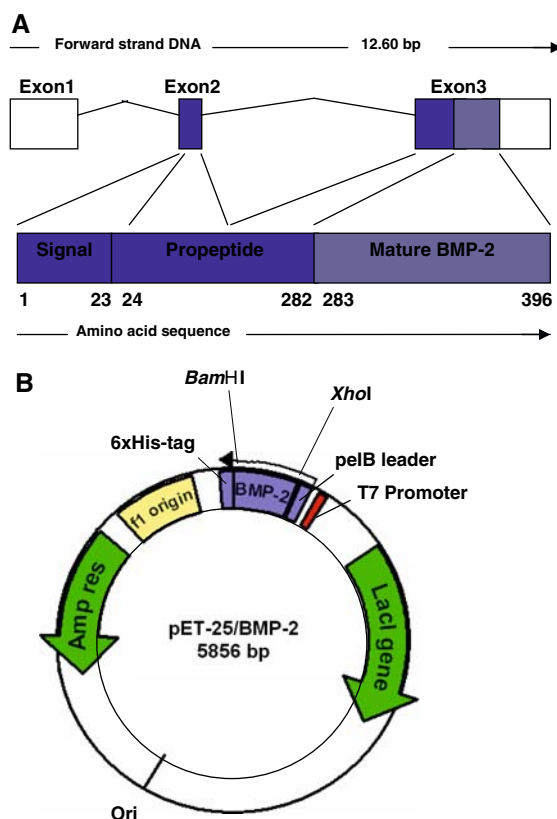 A
Forward strand DNA 12.60 bp
Exon1 Exon2 Exon3
Signal Propeptide Mature BMP-2
1 23 24 282 283 396
Amino acid sequence
B
BamHI
XhoI
6xHis-tag
pelB leader
T7 Promoter
BMP-2
f1 origin
Amp res
LacI gene
pET-25/BMP-2
5856 bp
Ori